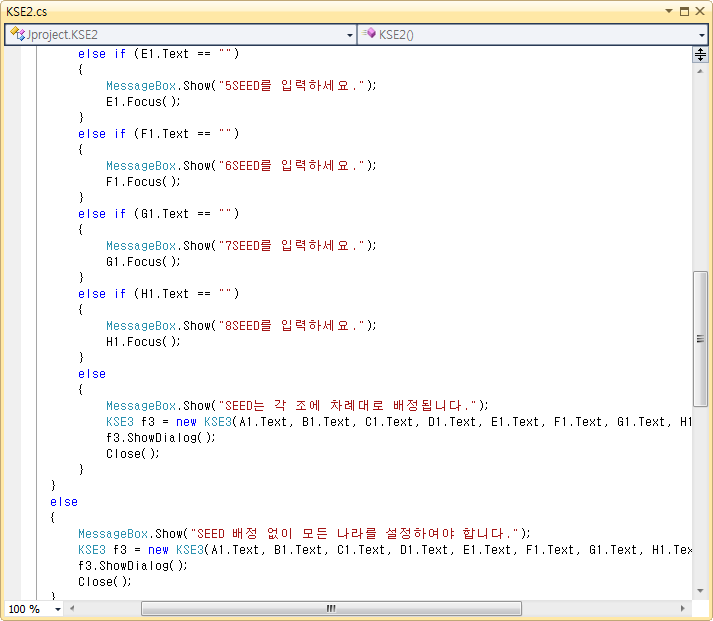 KSE2.cs
Jproject.KSE2
KSE2()
else if (E1.Text == "")
{
MessageBox.Show("5SEED를 입력하세요.");
E1.Focus();
}
else if (F1.Text == "")
{
MessageBox.Show("6SEED를 입력하세요.");
F1.Focus();
}
else if (G1.Text == "")
{
MessageBox.Show("7SEED를 입력하세요.");
G1.Focus();
}
else if (H1.Text == "")
{
MessageBox.Show("8SEED를 입력하세요.");
H1.Focus();
}
else
{
MessageBox.Show("SEED는 각 조에 차례대로 배정됩니다.");
KSE3 f3 = new KSE3(A1.Text, B1.Text, C1.Text, D1.Text, E1.Text, F1.Text, G1.Text, H1
f3.ShowDialog();
Close();
}
}
else
{
MessageBox.Show("SEED 배정 없이 모든 나라를 설정하여야 합니다.");
KSE3 f3 = new KSE3(A1.Text, B1.Text, C1.Text, D1.Text, E1.Text, F1.Text, G1.Text, H1.Tex
f3.ShowDialog();
Close();
}
100 %